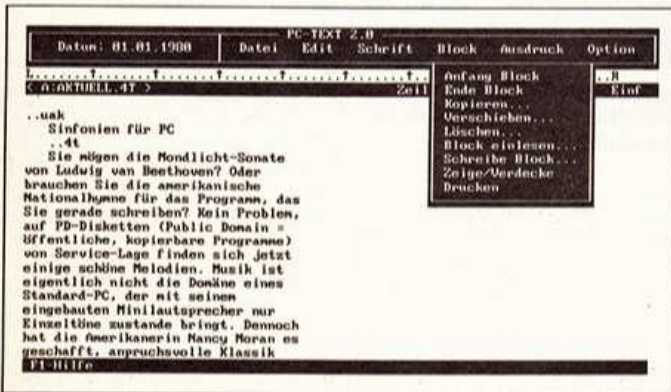 PC-TEXT 2.0
Datum: 01.01.1980 Datei Edit Schrift Block Ausdruck Option
L.......↑.......↑.......↑.......↑.......↑.... ..R
< A:AKTUELL.4T > Zeil Einf
Anfang Block
Ende Block
Kopieren...
Verschieben...
Löschen...
Block einlesen...
Schreibe Block...
Zeige/Verdecke
Drucken
..uak
Sinfonien für PC
..4t
Sie mögen die Mondlicht-Sonate
von Ludwig van Beethoven? Oder
brauchen Sie die amerikanische
Nationalhymne für das Programm, das
Sie gerade schreiben? Kein Problem,
auf PD-Disketten (Public Domain =
öffentliche, kopierbare Programme)
von Service-Lage finden sich jetzt
einige schöne Melodien. Musik ist
eigentlich nicht die Domäne eines
Standard-PC, der mit seinem
eingebauten Minilautsprecher nur
Einzeltöne zustande bringt. Dennoch
hat die Amerikanerin Nancy Moran es
geschafft, anpruchsvolle Klassik
F1-Hilfe